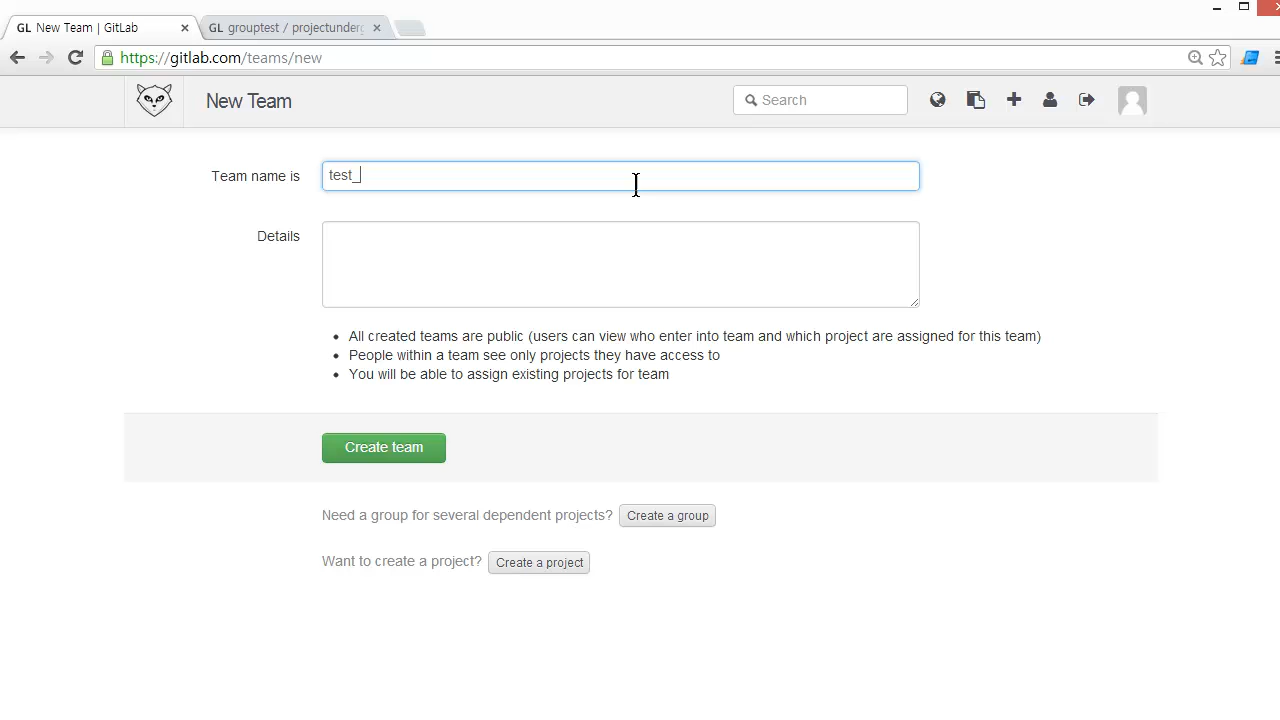 GL New Team | GitLab
GL grouptest / projectunder
https://gitlab.com/teams/new
New Team
Search
Team name is
test_
Details
All created teams are public (users can view who enter into team and which project are assigned for this team)
People within a team see only projects they have access to
You will be able to assign existing projects for team
Create team
Need a group for several dependent projects? Create a group
Want to create a project? Create a project